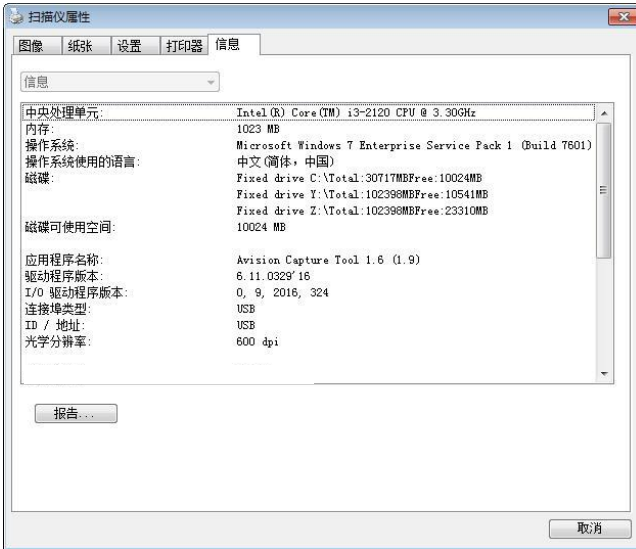 扫描仪属性
图像 纸张 设置 打印器 信息
信息
中央处理单元: Intel(R) Core(TM) i3-2120 CPU @ 3.30GHz
内存: 1023 MB
操作系统: Microsoft Windows 7 Enterprise Service Pack 1 (Build 7601)
操作系统使用的语言: 中文(简体，中国)
磁碟: Fixed drive C:\Total:30717MBFree:10024MB
Fixed drive Y:\Total:102398MBFree:10541MB
Fixed drive Z:\Total:102398MBFree:23310MB
磁碟可使用空间: 10024 MB
应用程序名称: Avision Capture Tool 1.6 (1.9)
驱动程序版本: 6.11.0329'16
I/O 驱动程序版本: 0, 9, 2016, 324
连接埠类型: USB
ID / 地址: USB
光学分辨率: 600 dpi
报告...
取消